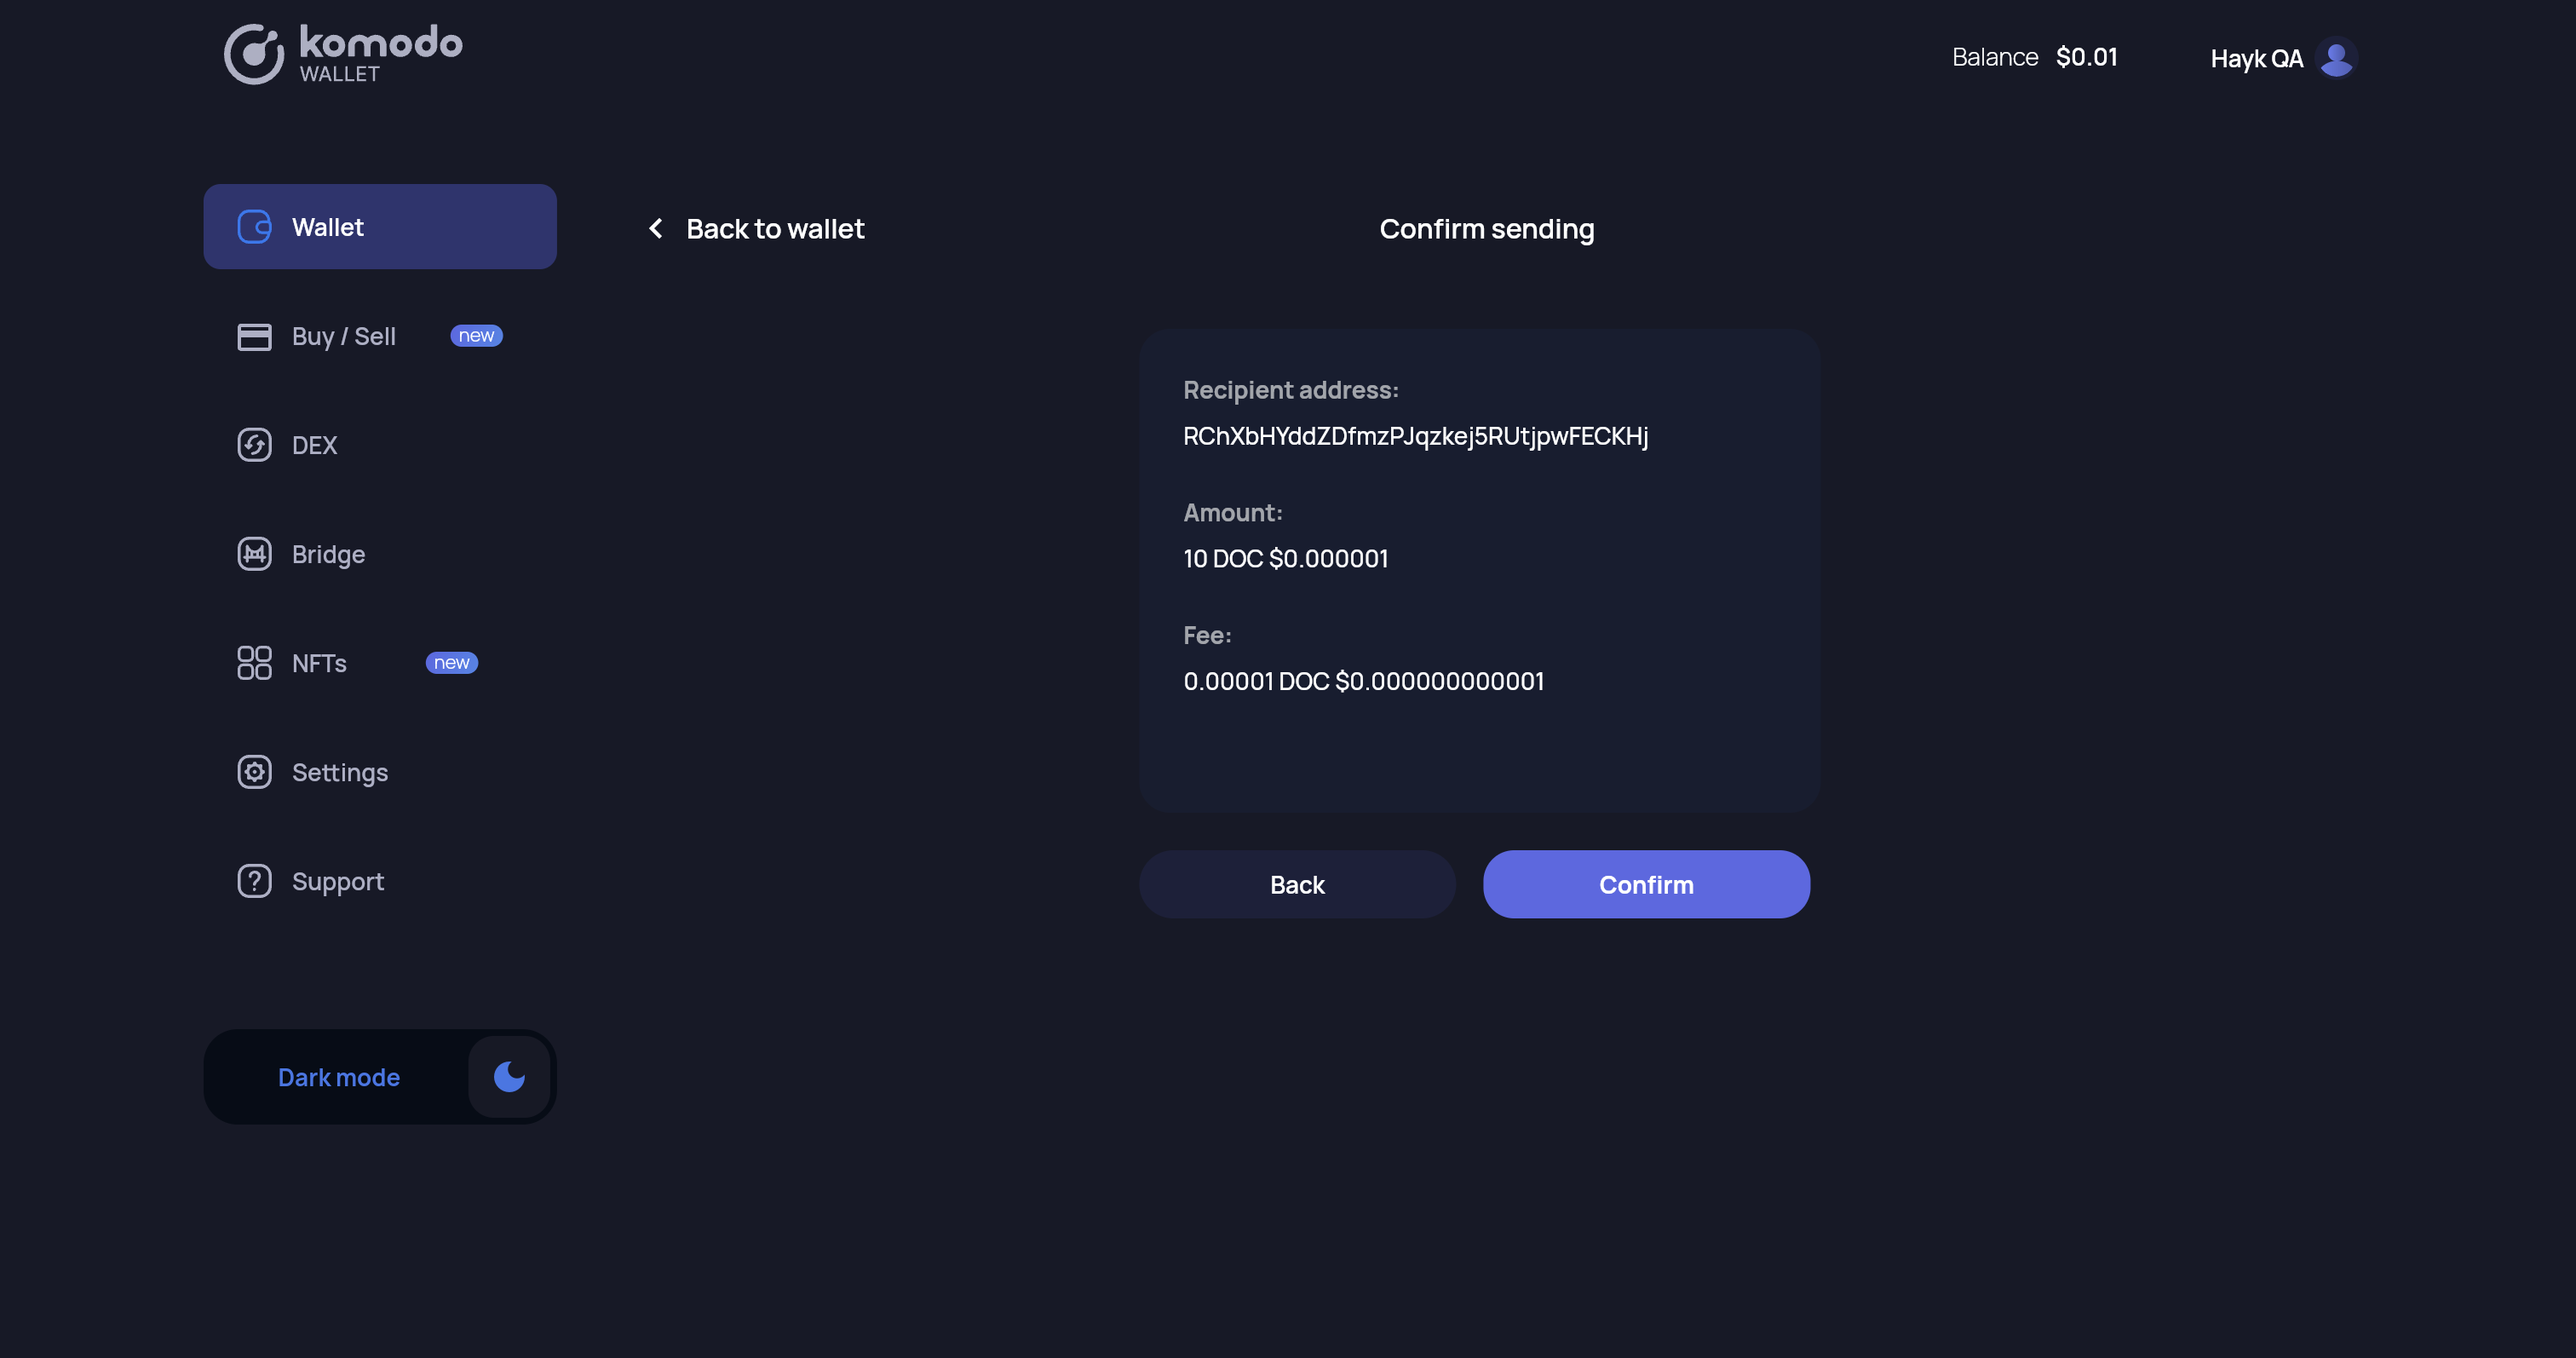 komodo
WALLET
Balance $0.01
Hayk QA
Wallet
Buy / Sell new
DEX
Bridge
NFTs new
Settings
Support
Dark mode
Back to wallet
Confirm sending
Recipient address:
RChXbHYddZDfmzPJqzkej5RUtjpwFECKHj
Amount:
10 DOC $0.000001
Fee:
0.00001 DOC $0.000000000001
Back
Confirm